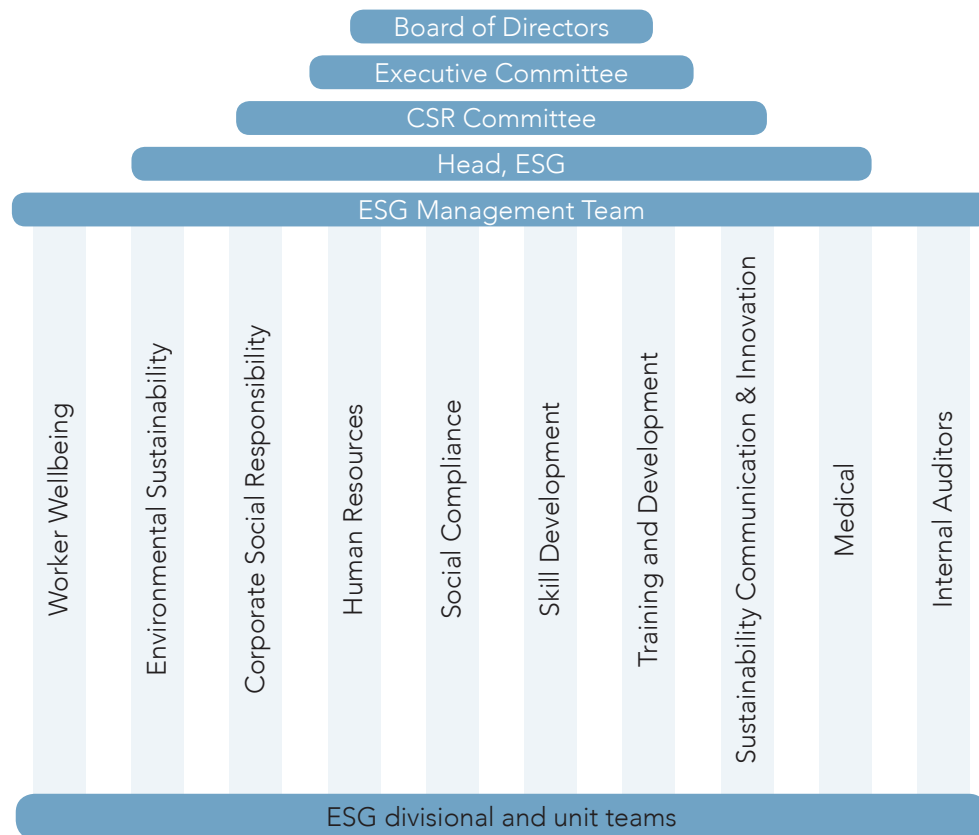 Board of Directors
Executive Committee
CSR Committee
Head, ESG
ESG Management Team
Worker Wellbeing
Environmental Sustainability
Corporate Social Responsibility
Human Resources
Social Compliance
Skill Development
Training and Development
Sustainability Communication & Innovation
Medical
Internal Auditors
ESG divisional and unit teams